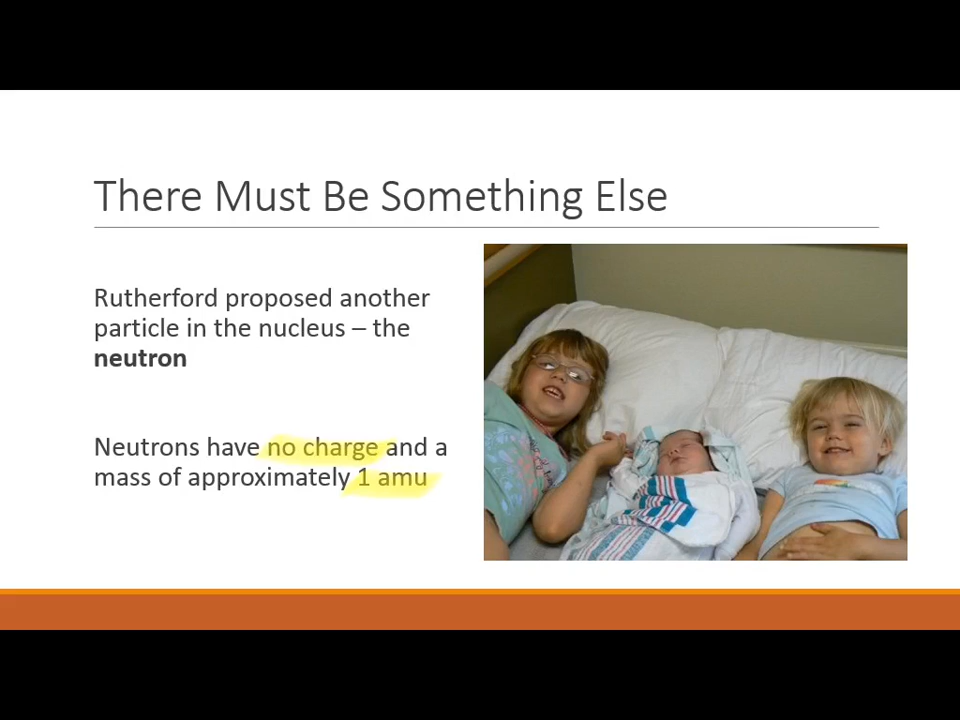 There Must Be Something Else
Rutherford proposed another
particle in the nucleus – the
neutron
Neutrons have no charge and a
mass of approximately 1 amu